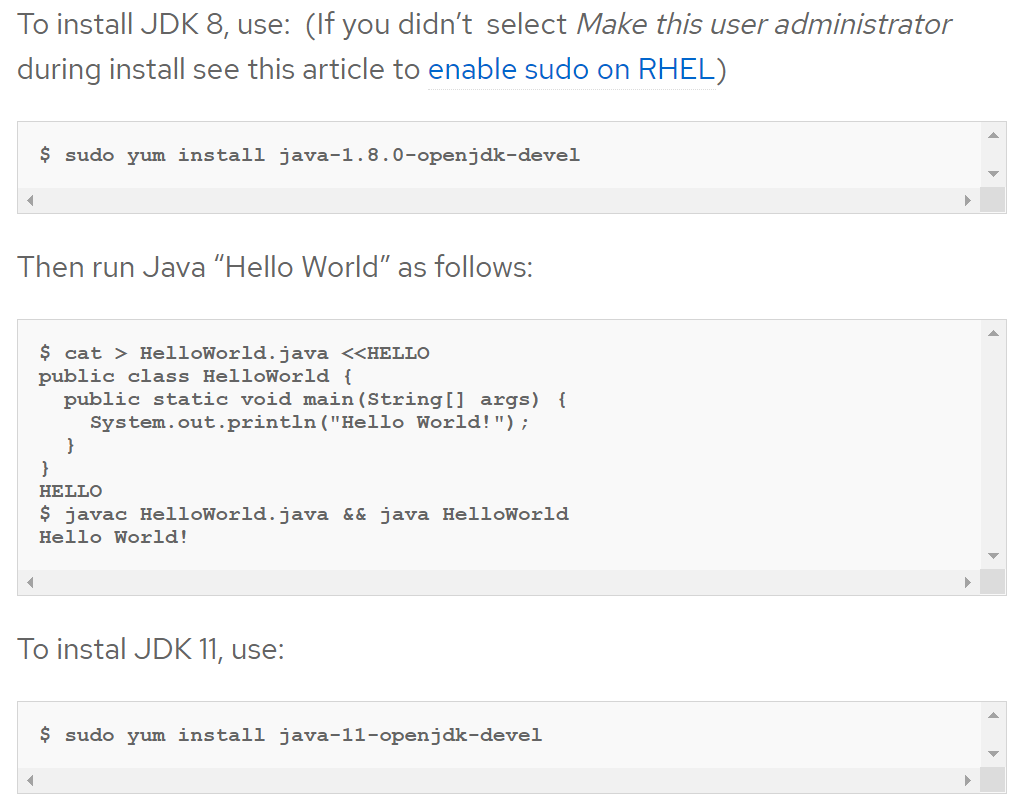 To install JDK 8, use:  (If you didn’t  select Make this user administrator
during install see this article to enable sudo on RHEL)
$ sudo yum install java-1.8.0-openjdk-devel
Then run Java “Hello World” as follows:
$ cat > HelloWorld.java <<HELLO
public class HelloWorld {
  public static void main(String[] args) {
    System.out.println("Hello World!");
  }
}
HELLO
$ javac HelloWorld.java && java HelloWorld
Hello World!
To instal JDK 11, use:
$ sudo yum install java-11-openjdk-devel